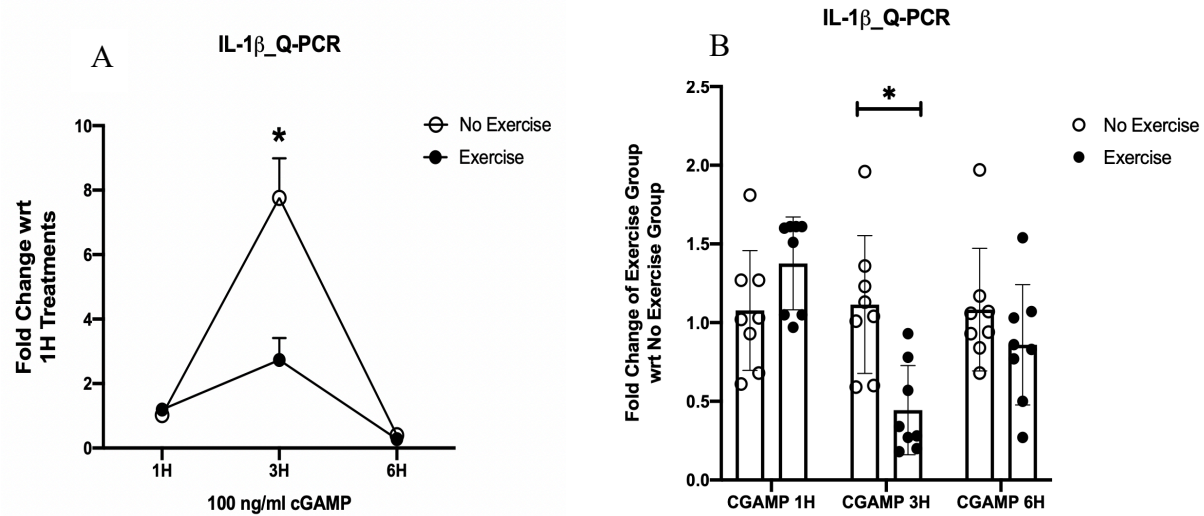 A
IL-1β_Q-PCR
No Exercise
Exercise
Fold Change wrt
1H Treatments
10
8
6
4
2
0
*
1H
3H
6H
100 ng/ml cGAMP
B
IL-1β_Q-PCR
No Exercise
Exercise
Fold Change of Exercise Group
wrt No Exercise Group
2.5
2.0
1.5
1.0
0.5
0.0
*
CGAMP 1H
CGAMP 3H
CGAMP 6H